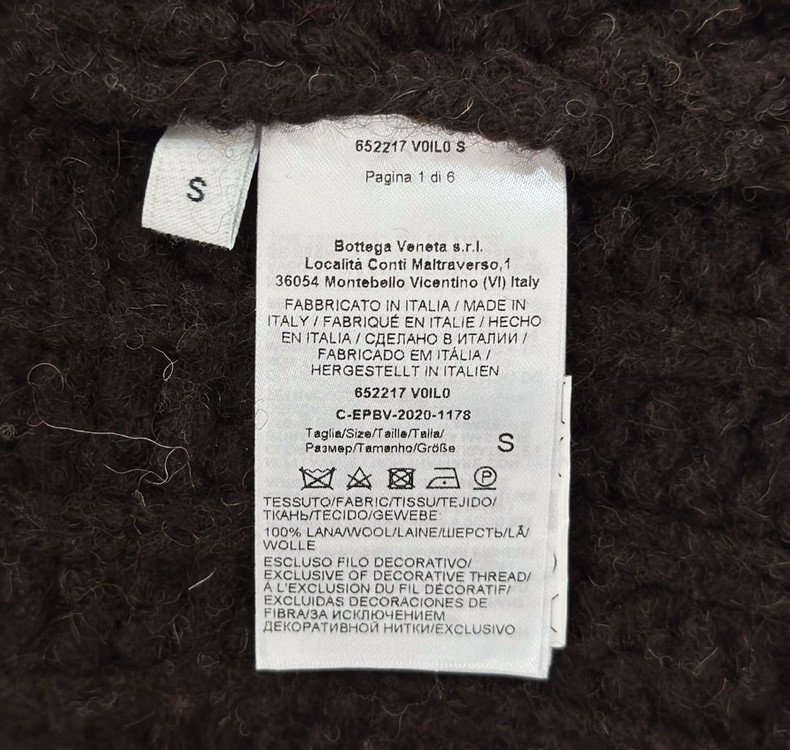 S
652217 V0IL0 S
Pagina 1 di 6
Bottega Veneta s.r.l.
Località Conti Maltraverso,1
36054 Montebello Vicentino (VI) Italy
FABBRICATO IN ITALIA / MADE IN
ITALY / FABRIQUÉ EN ITALIE / HECHO
EN ITALIA / СДЕЛАНО В ИТАЛИИ /
FABRICADO EM ITÁLIA /
HERGESTELLT IN ITALIEN
652217 V0IL0
C-EPBV-2020-1178
Taglia/Size/Taille/Talla/
Размер/Tamanho/Größe S
P
TESSUTO/FABRIC/TISSU/TEJIDO/
ТКАНЬ/TECIDO/GEWEBE
100% LANA/WOOL/LAINE/ШЕРСТЬ/LÃ/
WOLLE
ESCLUSO FILO DECORATIVO/
EXCLUSIVE OF DECORATIVE THREAD/
À L'EXCLUSION DU FIL DÉCORATIF/
EXCLUIDAS DECORACIONES DE
FIBRA/ЗА ИСКЛЮЧЕНИЕМ
ДЕКОРАТИВНОЙ НИТКИ/EXCLUSIVO